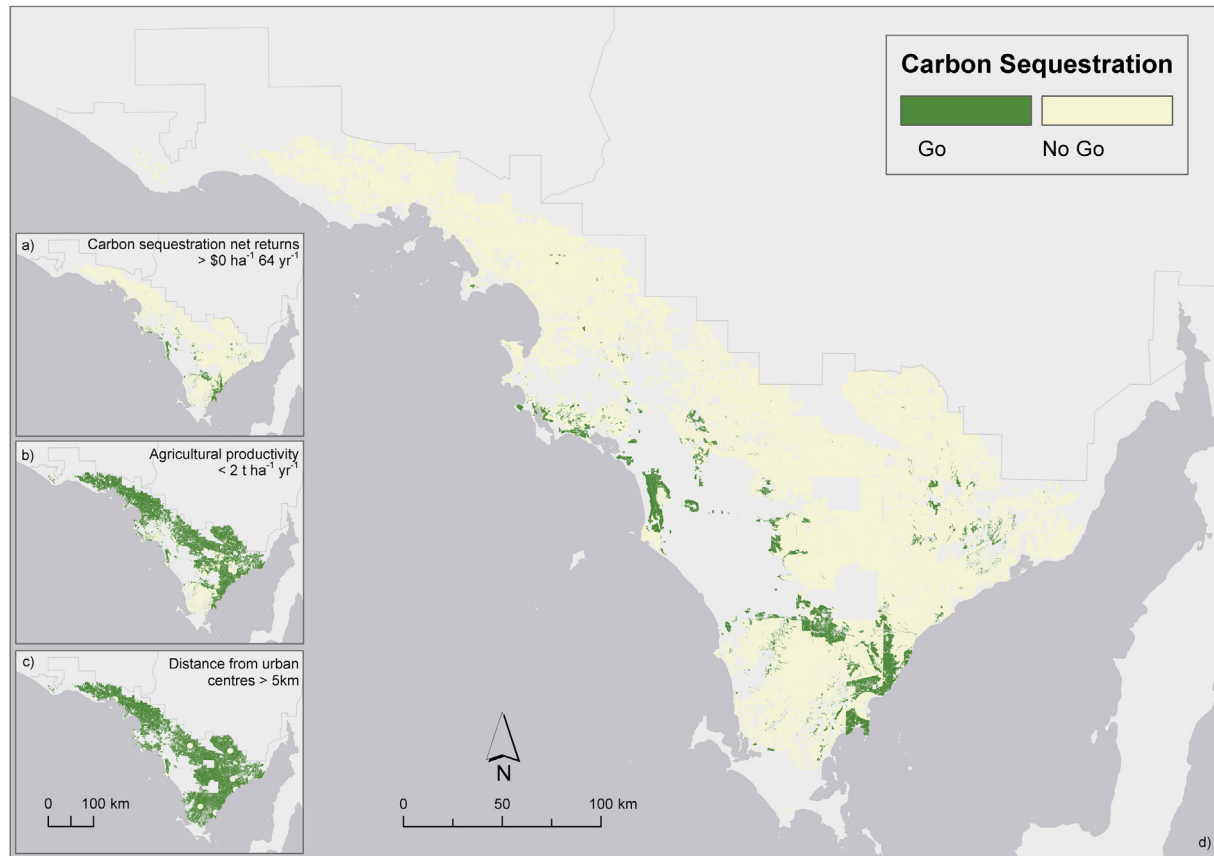 Carbon Sequestration
Go No Go
a) Carbon sequestration net returns
> $0 ha⁻¹ 64 yr⁻¹
b) Agricultural productivity
< 2 t ha⁻¹ yr⁻¹
c) Distance from urban
centres > 5km
0 100 km
N
0 50 100 km
d)